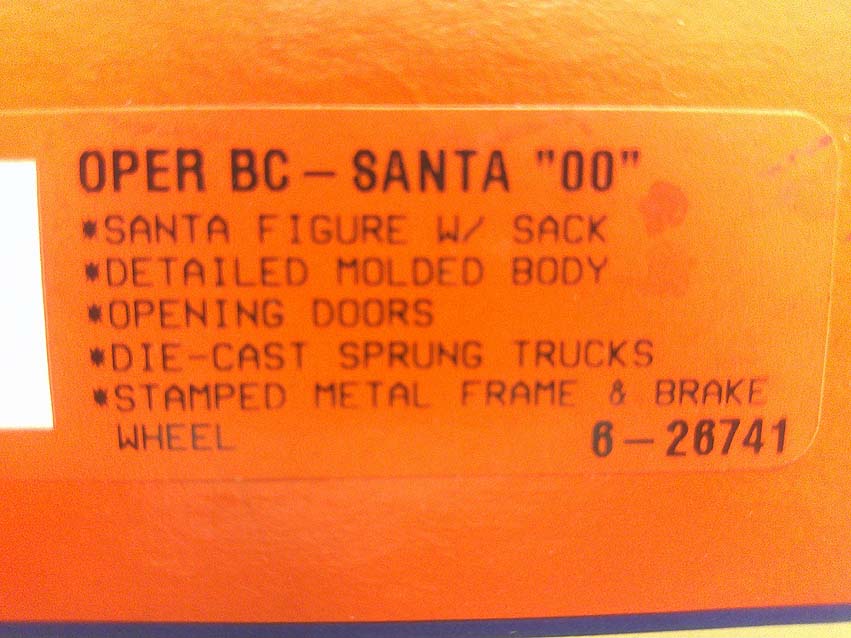 OPER BC – SANTA "00"
*SANTA FIGURE W/ SACK
*DETAILED MOLDED BODY
*OPENING DOORS
*DIE-CAST SPRUNG TRUCKS
*STAMPED METAL FRAME & BRAKE
WHEEL 6–26741